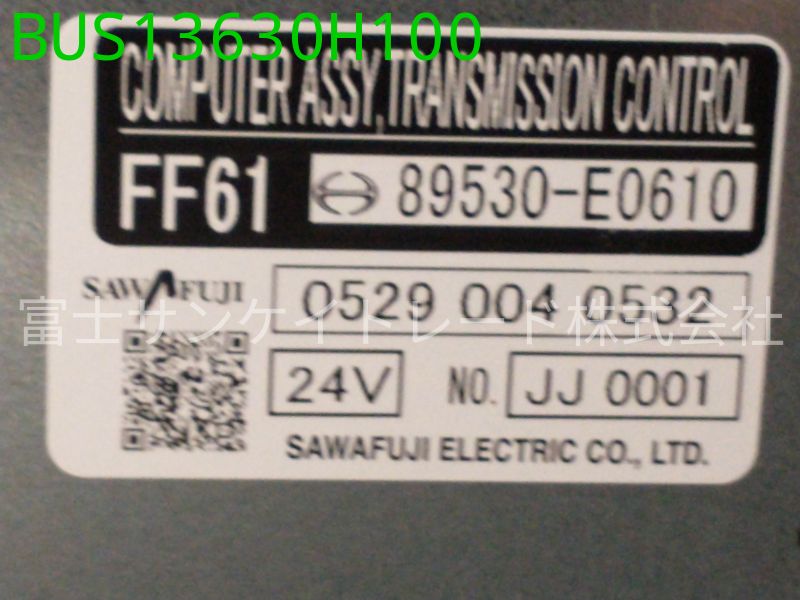 BUS13630H100
COMPUTER ASSY,TRANSMISSION CONTROL
FF61 89530-E0610
SAWAFUJI 0529 004 0532
富士サンケイトレード株式会社
24V NO. JJ 0001
SAWAFUJI ELECTRIC CO., LTD.